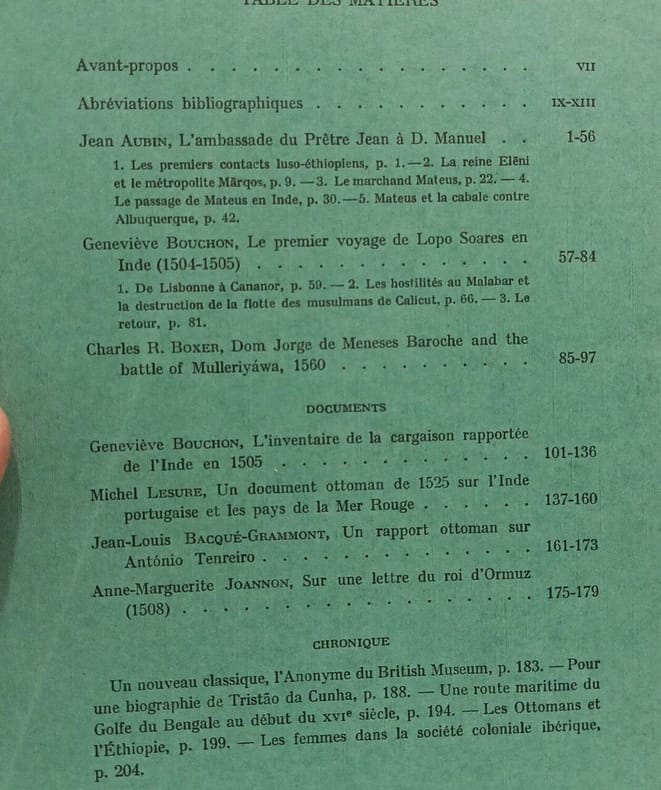 TABLE DES MATIÈRES
Avant-propos . . . . . . . . . . . . . . . . . . VII
Abréviations bibliographiques . . . . . . . . . . . . IX-XIII
Jean AUBIN, L'ambassade du Prêtre Jean à D. Manuel . . 1-56
1. Les premiers contacts luso-éthiopiens, p. 1. — 2. La reine Elēni
et le métropolite Mārqos, p. 9. — 3. Le marchand Mateus, p. 22. — 4.
Le passage de Mateus en Inde, p. 30. — 5. Mateus et la cabale contre
Albuquerque, p. 42.
Geneviève BOUCHON, Le premier voyage de Lopo Soares en
Inde (1504-1505) . . . . . . . . . . . . . 57-84
1. De Lisbonne à Cananor, p. 59. — 2. Les hostilités au Malabar et
la destruction de la flotte des musulmans de Calicut, p. 66. — 3. Le
retour, p. 81.
Charles R. BOXER, Dom Jorge de Meneses Baroche and the
battle of Mulleriyáwa, 1560 . . . . . . . . . . 85-97
DOCUMENTS
Geneviève BOUCHON, L'inventaire de la cargaison rapportée
de l'Inde en 1505 . . . . . . . . . . . . . 101-136
Michel LESURE, Un document ottoman de 1525 sur l'Inde
portugaise et les pays de la Mer Rouge . . . . . . 137-160
Jean-Louis BACQUÉ-GRAMMONT, Un rapport ottoman sur
António Tenreiro . . . . . . . . . . . . . . 161-173
Anne-Marguerite JOANNON, Sur une lettre du roi d'Ormuz
(1508) . . . . . . . . . . . . . . . . . . 175-179
CHRONIQUE
Un nouveau classique, l'Anonyme du British Museum, p. 183. — Pour
une biographie de Tristão da Cunha, p. 188. — Une route maritime du
Golfe du Bengale au début du XVIe siècle, p. 194. — Les Ottomans et
l'Éthiopie, p. 199. — Les femmes dans la société coloniale ibérique,
p. 204.